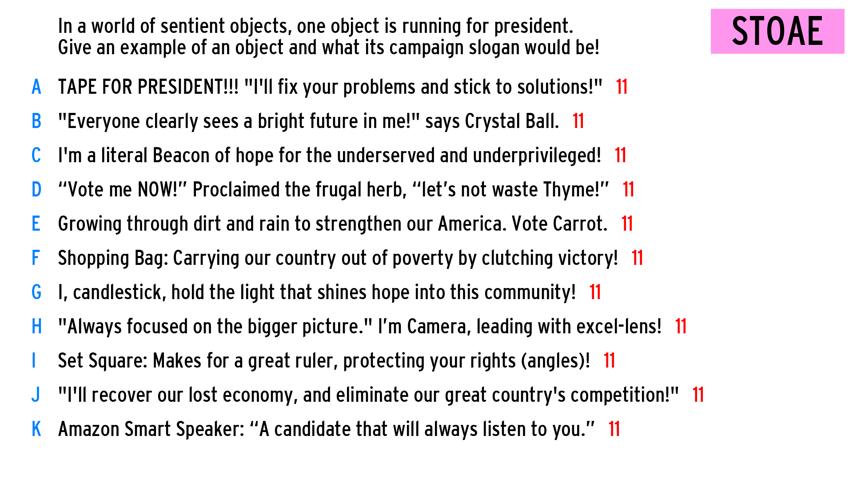 In a world of sentient objects, one object is running for president.
Give an example of an object and what its campaign slogan would be!
STOAE
A TAPE FOR PRESIDENT!!! "I'll fix your problems and stick to solutions!" 11
B "Everyone clearly sees a bright future in me!" says Crystal Ball. 11
C I'm a literal Beacon of hope for the underserved and underprivileged! 11
D “Vote me NOW!” Proclaimed the frugal herb, “let’s not waste Thyme!” 11
E Growing through dirt and rain to strengthen our America. Vote Carrot. 11
F Shopping Bag: Carrying our country out of poverty by clutching victory! 11
G I, candlestick, hold the light that shines hope into this community! 11
H "Always focused on the bigger picture." I’m Camera, leading with excel-lens! 11
I Set Square: Makes for a great ruler, protecting your rights (angles)! 11
J "I'll recover our lost economy, and eliminate our great country's competition!" 11
K Amazon Smart Speaker: “A candidate that will always listen to you.” 11